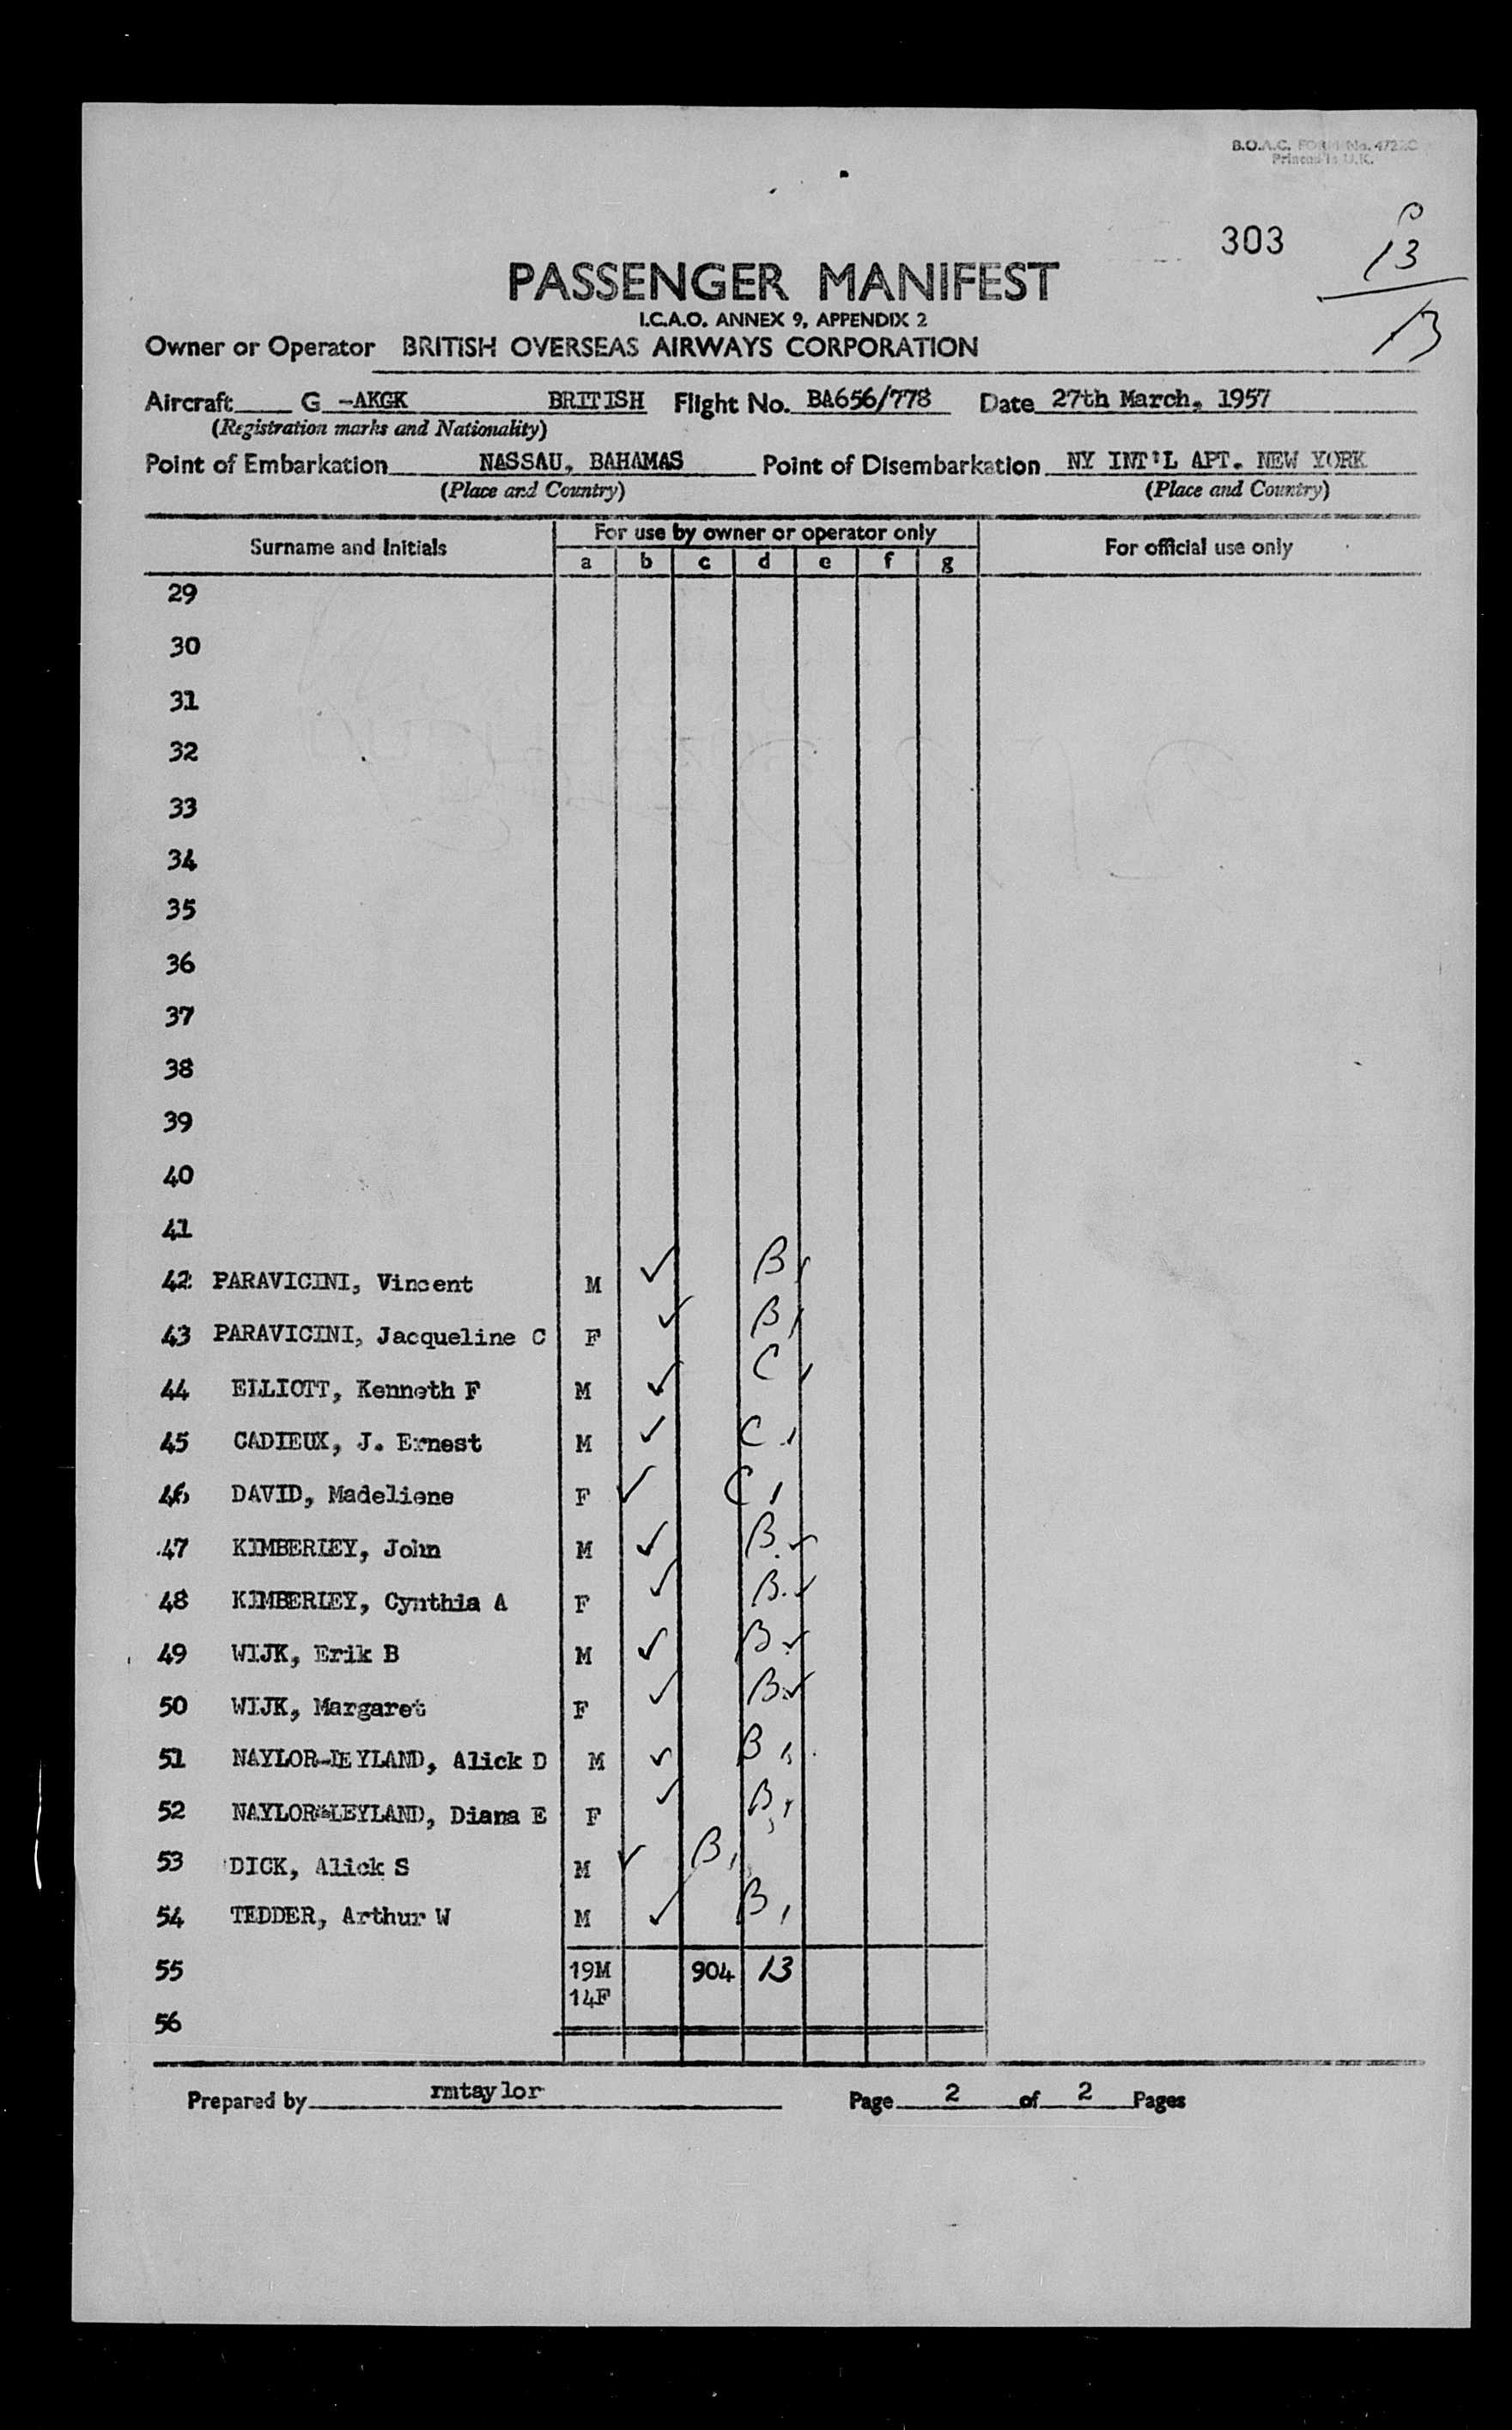 B.O.A.C. FORM No. 4722C
Printed in U.K.
303
13
13
PASSENGER MANIFEST
I.C.A.O. ANNEX 9, APPENDIX 2
Owner or Operator BRITISH OVERSEAS AIRWAYS CORPORATION
Aircraft G -AKGK BRITISH Flight No. BA656/778 Date 27th March, 1957
(Registration marks and Nationality)
Point of Embarkation NASSAU, BAHAMAS Point of Disembarkation NY INT'L APT. NEW YORK
(Place and Country) (Place and Country)
Surname and Initials For use by owner or operator only For official use only
a b c d e f g
29
30
31
32
33
34
35
36
37
38
39
40
41
42 PARAVICINI, Vincent M ✓ B
43 PARAVICINI, Jacqueline C F ✓ B
44 ELLIOTT, Kenneth F M ✓ C
45 CADIEUX, J. Ernest M ✓ C
46 DAVID, Madeliene F ✓ C
47 KIMBERLEY, John M ✓ B ✓
48 KIMBERLEY, Cynthia A F ✓ B ✓
49 WIJK, Erik B M ✓ B ✓
50 WIJK, Margaret F ✓ B ✓
51 NAYLOR-LEYLAND, Alick D M ✓ B
52 NAYLOR-LEYLAND, Diana E F ✓ B
53 DICK, Alick S M ✓ B
54 TEDDER, Arthur W M ✓ B
55 19M 904 13
14F
56
Prepared by rmtaylor Page 2 of 2 Pages